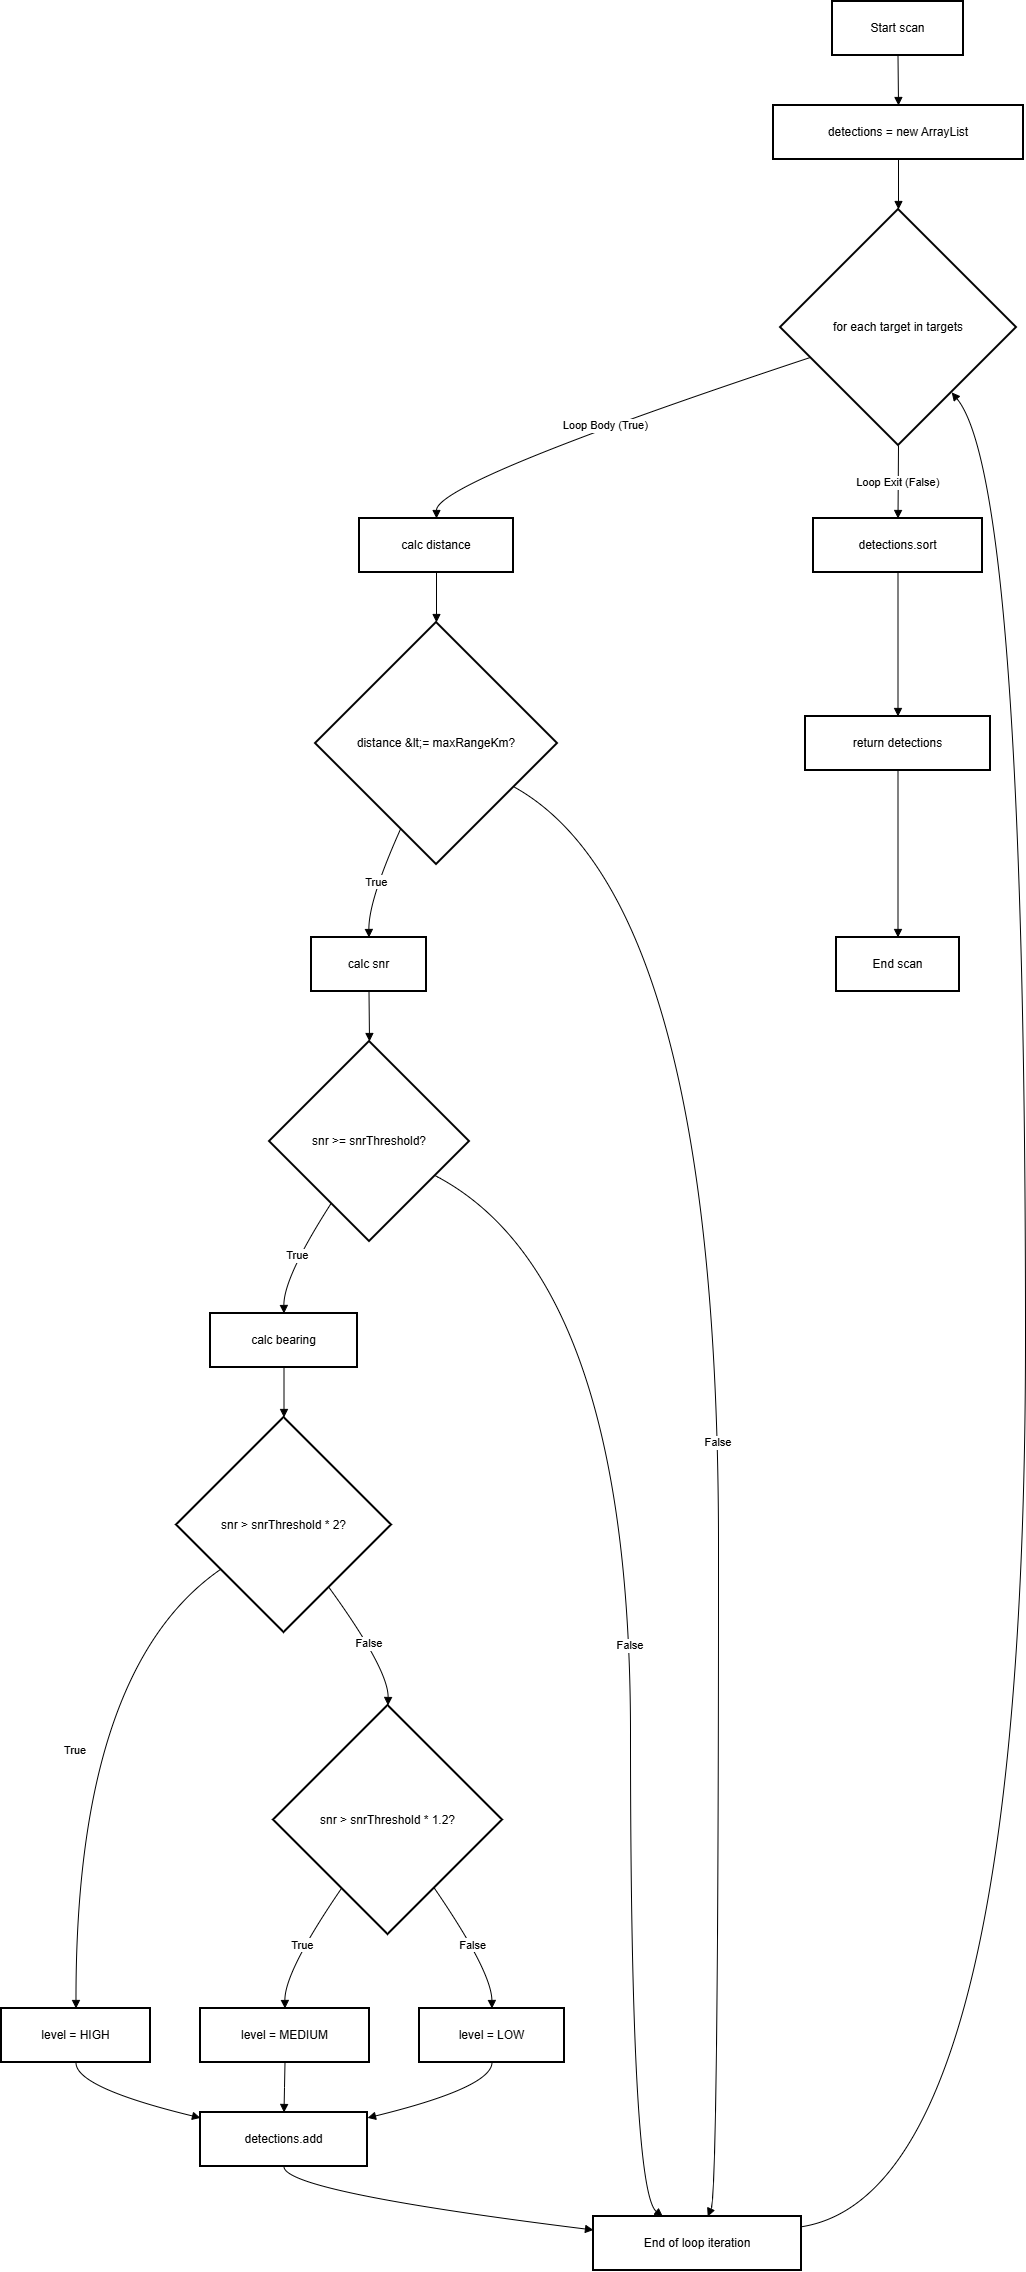 Start scan
detections = new ArrayList
for each target in targets
Loop Body (True)
Loop Exit (False)
calc distance
detections.sort
distance &lt;= maxRangeKm?
return detections
True
calc snr
End scan
snr >= snrThreshold?
True
calc bearing
False
snr > snrThreshold * 2?
False
False
True
snr > snrThreshold * 1.2?
True
False
level = HIGH
level = MEDIUM
level = LOW
detections.add
End of loop iteration